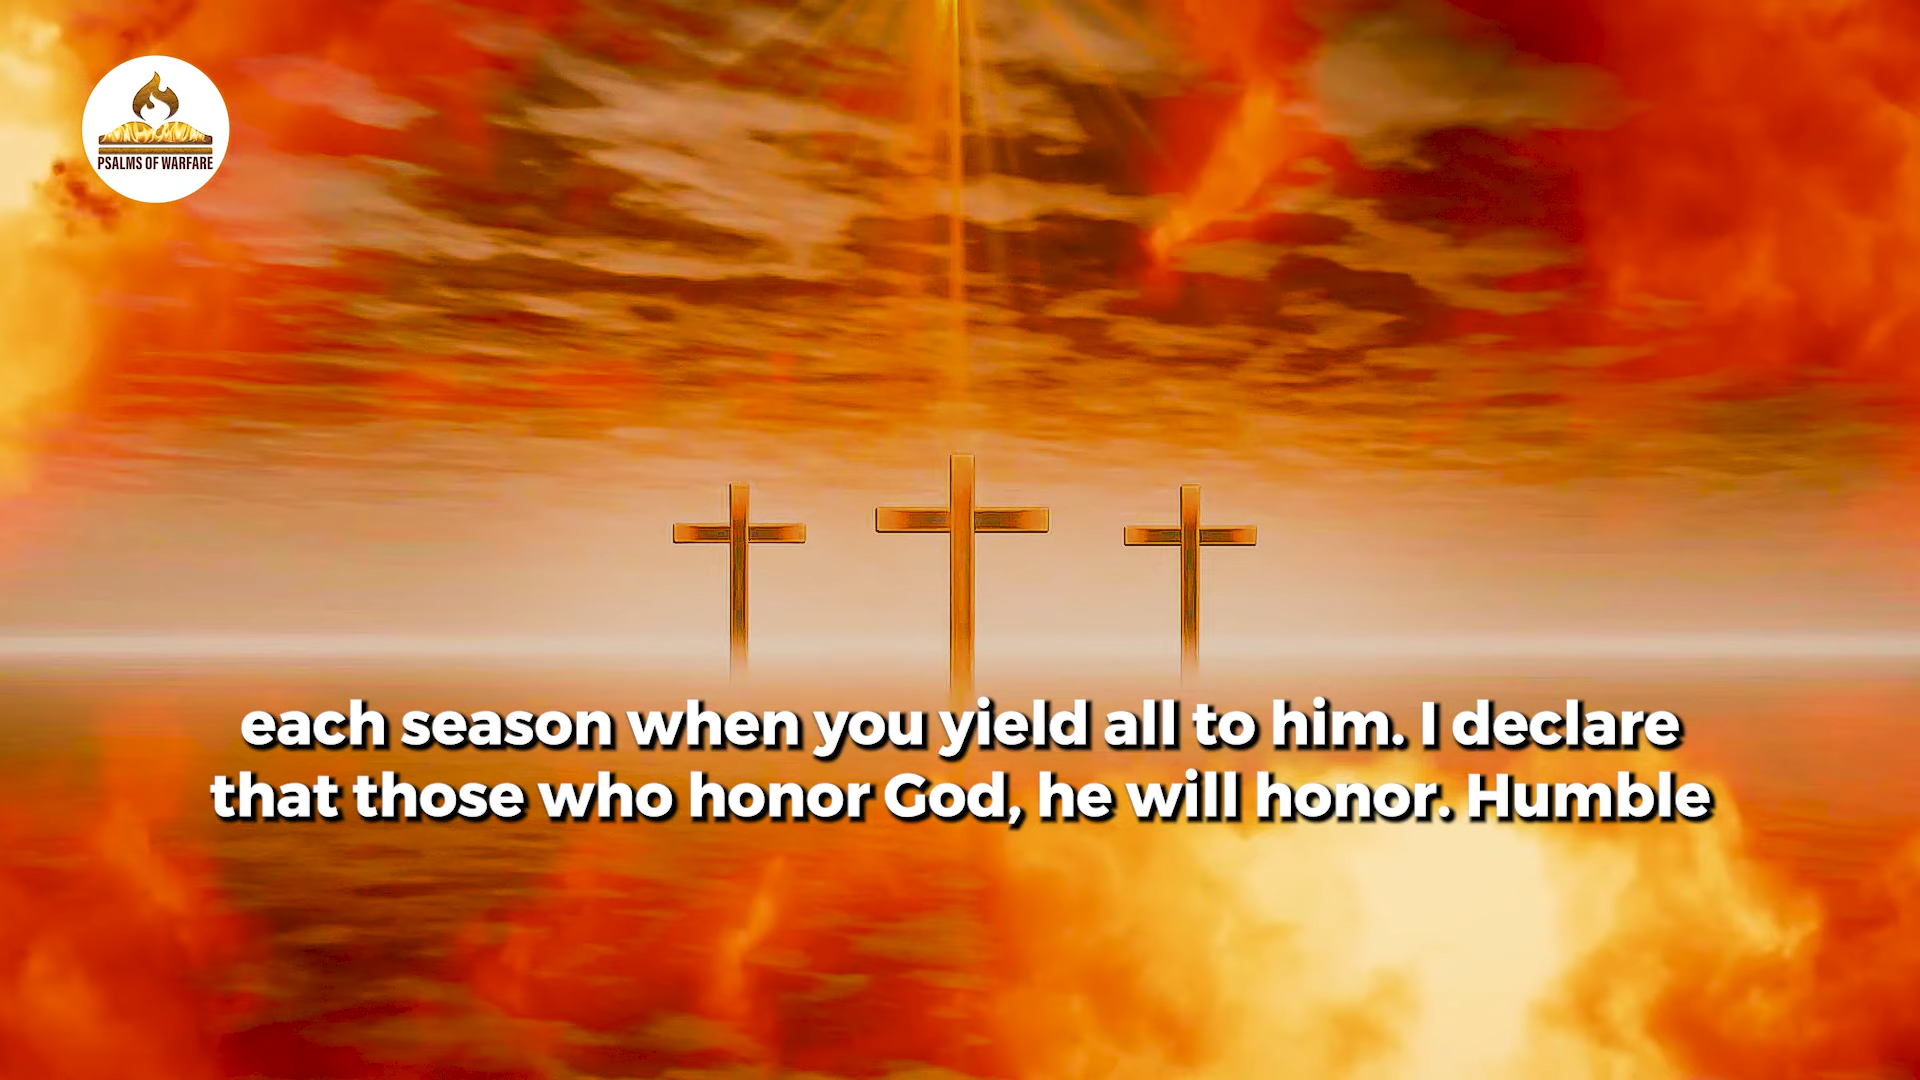 PSALMS OF WARFARE
each season when you yield all to him. I declare
that those who honor God, he will honor. Humble